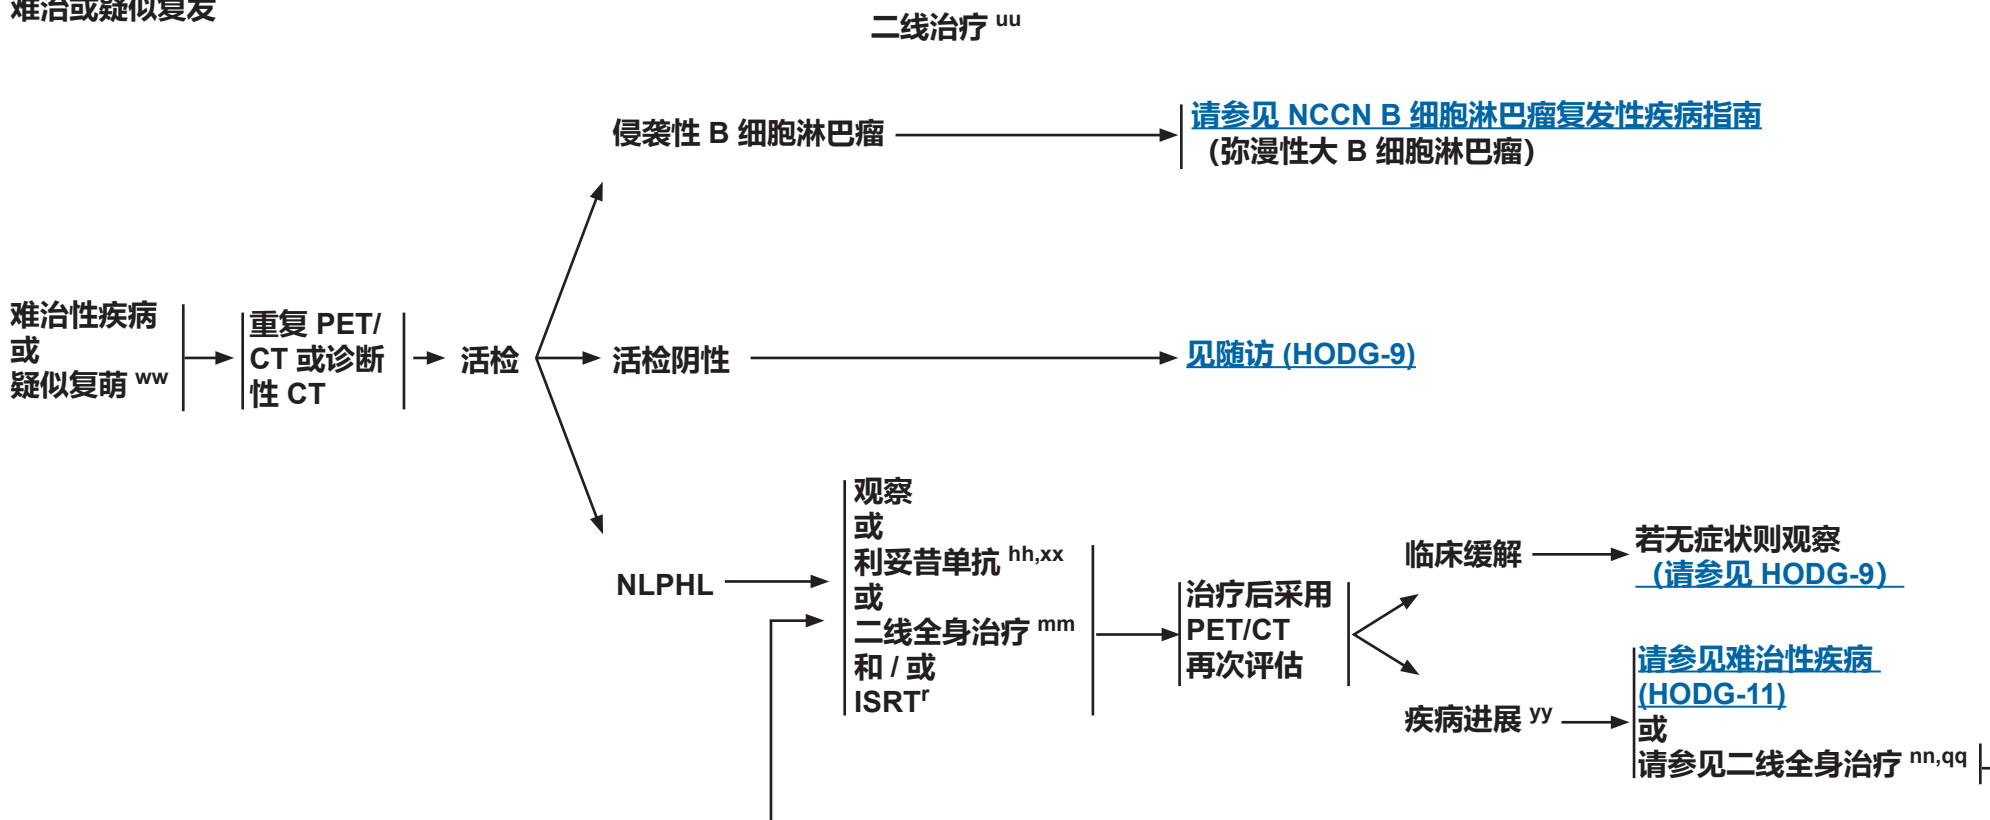 难治或疑似复发
二线治疗 uu
侵袭性 B 细胞淋巴瘤
请参见 NCCN B 细胞淋巴瘤复发性疾病指南
（弥漫性大 B 细胞淋巴瘤）
难治性疾病
或
疑似复萌 ww
重复 PET/
CT 或诊断
性 CT
活检
活检阴性
见随访 (HODG-9)
NLPHL
观察
或
利妥昔单抗 hh,xx
或
二线全身治疗 mm
和 / 或
ISRTr
治疗后采用
PET/CT
再次评估
临床缓解
若无症状则观察
（请参见 HODG-9）
疾病进展 yy
请参见难治性疾病
(HODG-11)
或
请参见二线全身治疗 nn,qq